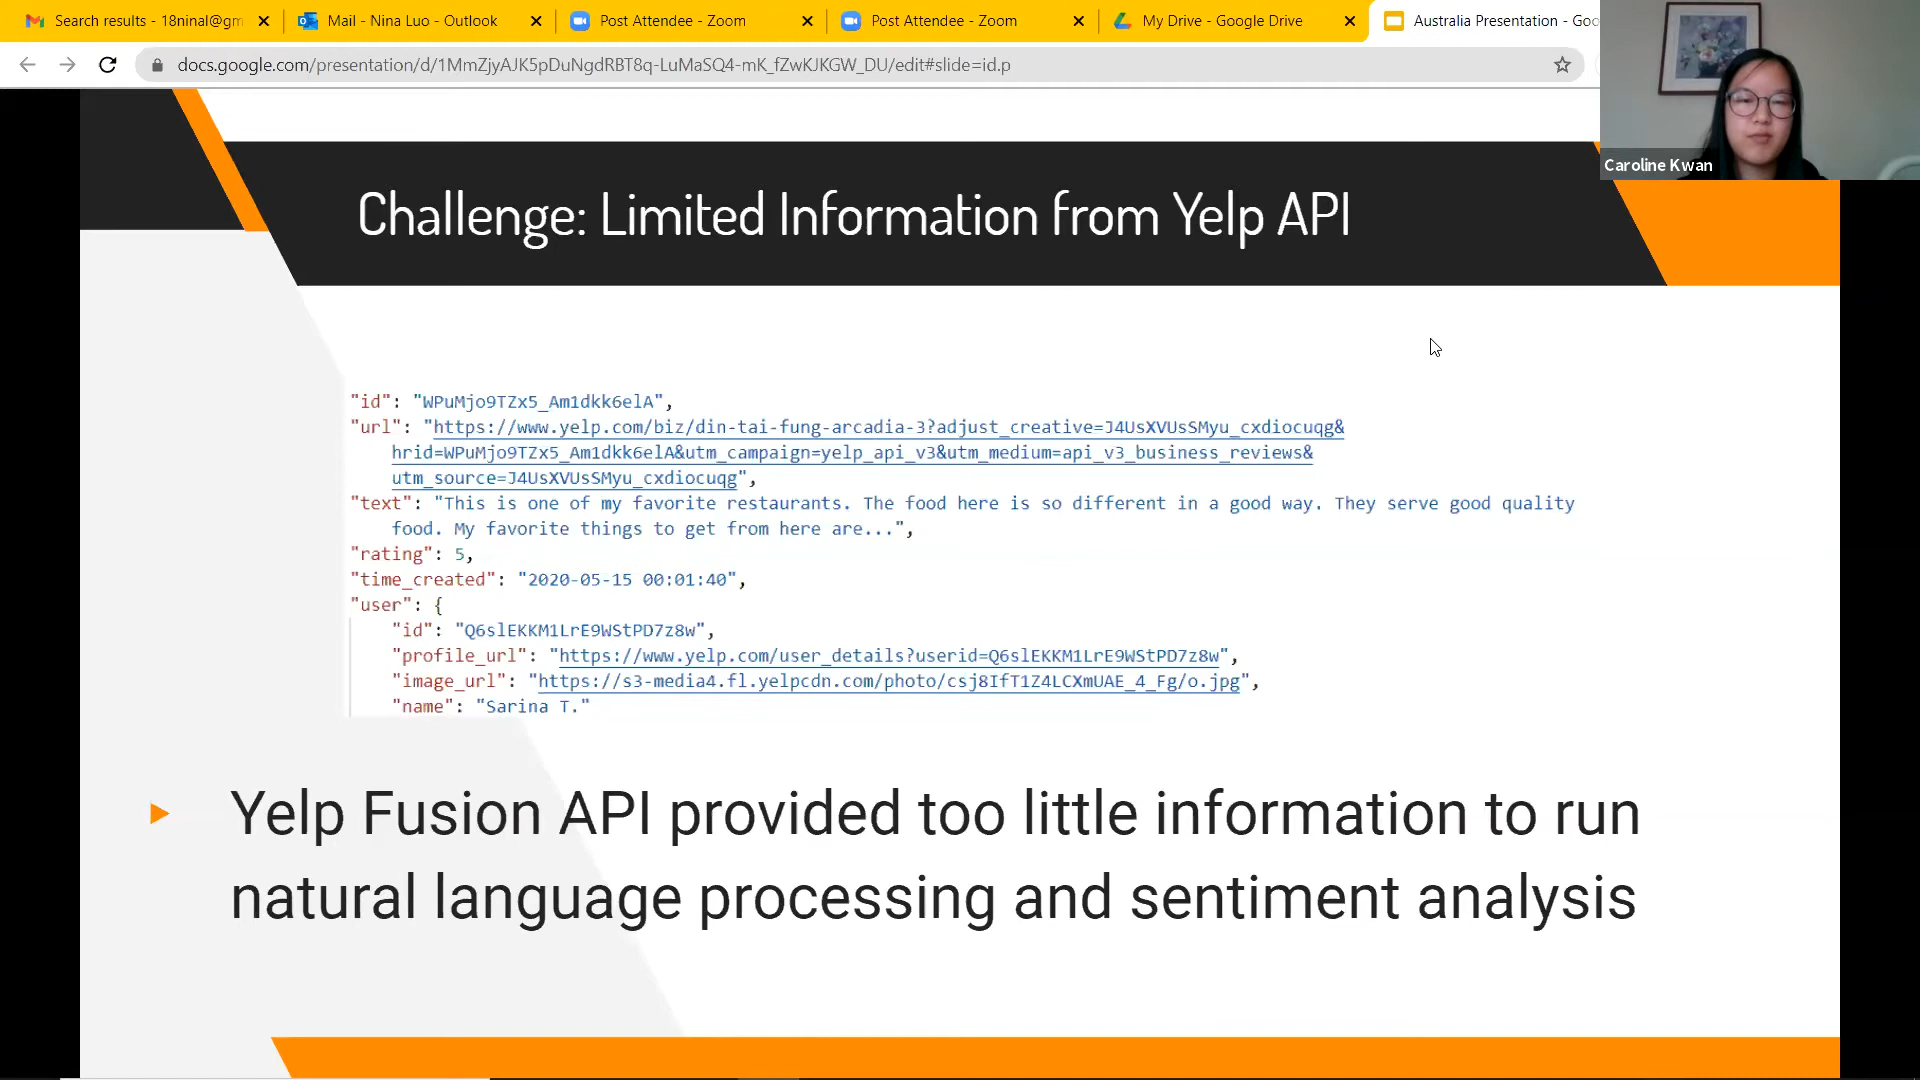 Search results - 18ninal@gm
Mail - Nina Luo - Outlook
Post Attendee - Zoom
Post Attendee - Zoom
My Drive - Google Drive
Australia Presentation - Goo
docs.google.com/presentation/d/1MmZjyAJK5pDuNgdRBT8q-LuMaSQ4-mK_fZwKJKGW_DU/edit#slide=id.p
Caroline Kwan
Challenge: Limited Information from Yelp API
"id": "WPuMjo9TZx5_Am1dkk6elA",
"url": "https://www.yelp.com/biz/din-tai-fung-arcadia-3?adjust_creative=J4UsXVUsSMyu_cxdiocuqg&
hrid=WPuMjo9TZx5_Am1dkk6elA&utm_campaign=yelp_api_v3&utm_medium=api_v3_business_reviews&
utm_source=J4UsXVUsSMyu_cxdiocuqg",
"text": "This is one of my favorite restaurants. The food here is so different in a good way. They serve good quality
food. My favorite things to get from here are...",
"rating": 5,
"time_created": "2020-05-15 00:01:40",
"user": {
"id": "Q6slEKKM1LrE9WStPD7z8w",
"profile_url": "https://www.yelp.com/user_details?userid=Q6slEKKM1LrE9WStPD7z8w",
"image_url": "https://s3-media4.fl.yelpcdn.com/photo/csj8IfT1Z4LCXmUAE_4_Fg/o.jpg",
"name": "Sarina T."
Yelp Fusion API provided too little information to run
natural language processing and sentiment analysis